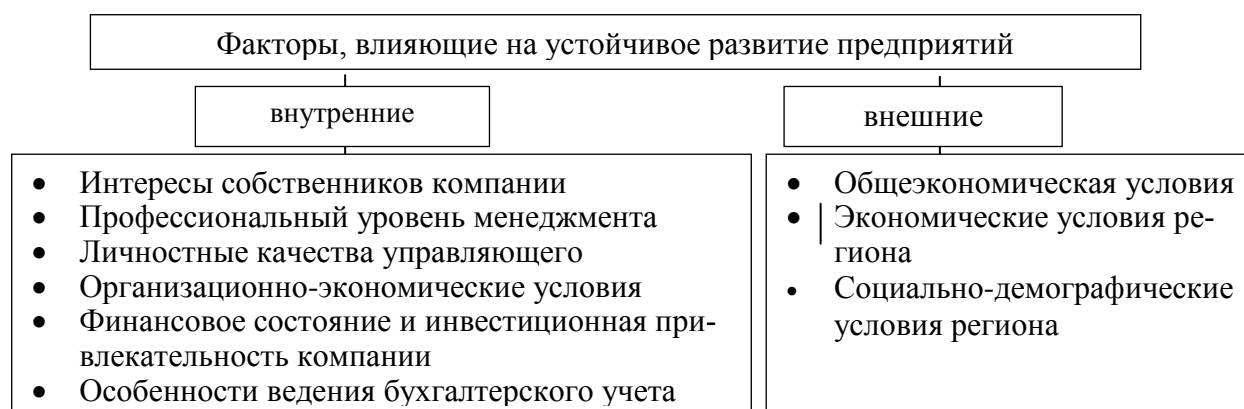 Факторы, влияющие на устойчивое развитие предприятий
внутренние
внешние
• Интересы собственников компании
• Профессиональный уровень менеджмента
• Личностные качества управляющего
• Организационно-экономические условия
• Финансовое состояние и инвестиционная при-
влекательность компании
• Особенности ведения бухгалтерского учета
• Общеэкономическая условия
• Экономические условия ре-
гиона
• Социально-демографические
условия региона